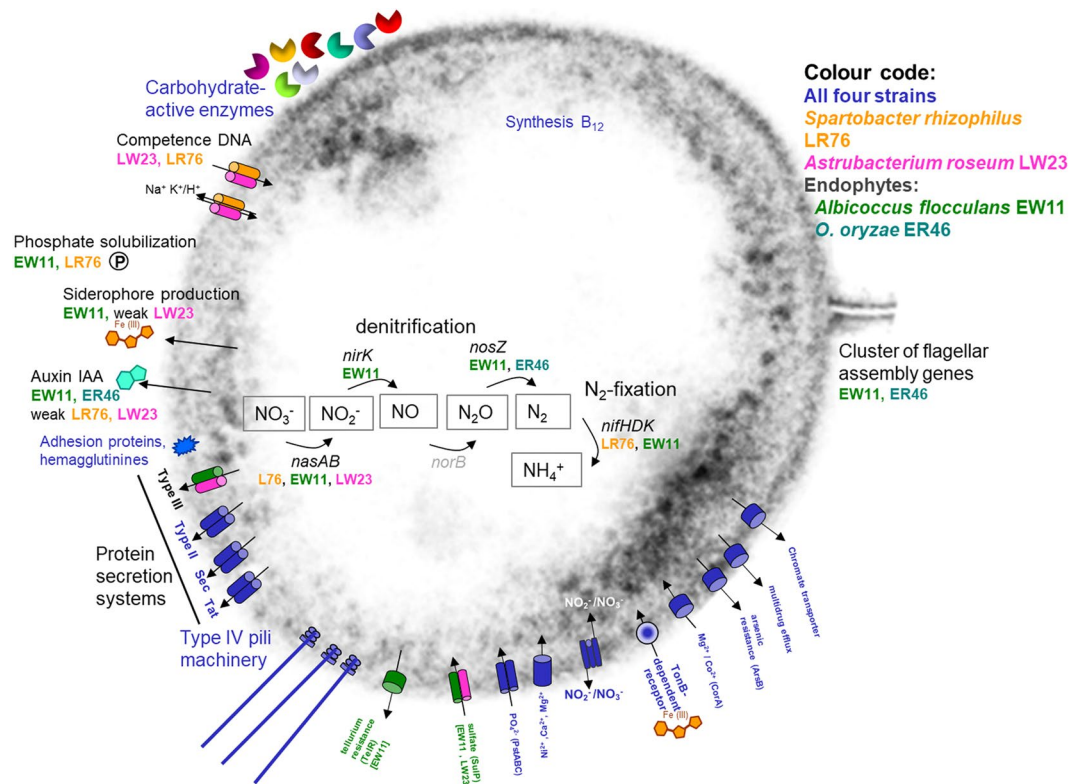 Colour code:
All four strains
Spartobacter rhizophilus
LR76
Astrubacterium roseum LW23
Endophytes:
Albicoccus flocculans EW11
O. oryzae ER46
Carbohydrate-
active enzymes
Synthesis B₁₂
Competence DNA
LW23, LR76
Na⁺ K⁺/H⁺
Phosphate solubilization
EW11, LR76 P
Siderophore production
EW11, weak LW23
Fe (III)
Auxin IAA
EW11, ER46
weak LR76, LW23
Adhesion proteins,
hemagglutinines
denitrification
nirK
EW11
nosZ
EW11, ER46
N₂-fixation
nifHDK
LR76, EW11
NO₃⁻
NO₂⁻
NO
N₂O
N₂
NH₄⁺
nasAB
L76, EW11, LW23
norB
Cluster of flagellar
assembly genes
EW11, ER46
Type III
Type II
Sec
Tat
Protein
secretion
systems
Type IV pili
machinery
tellurium
resistance
(TelR)
[EW11]
sulfate (SulP)
[EW11 , LW23]
PO₄²⁻ (PstABC)
Ni²⁺, Ca²⁺, Mg²⁺
NO₂⁻/NO₃⁻
NO₂⁻/NO₃⁻
TronB-
dependent
receptor
Fe (III)
Mg²⁺ / Co²⁺ (CorA)
arsenic
resistance (ArsB)
multidrug efflux
Chromate transporter